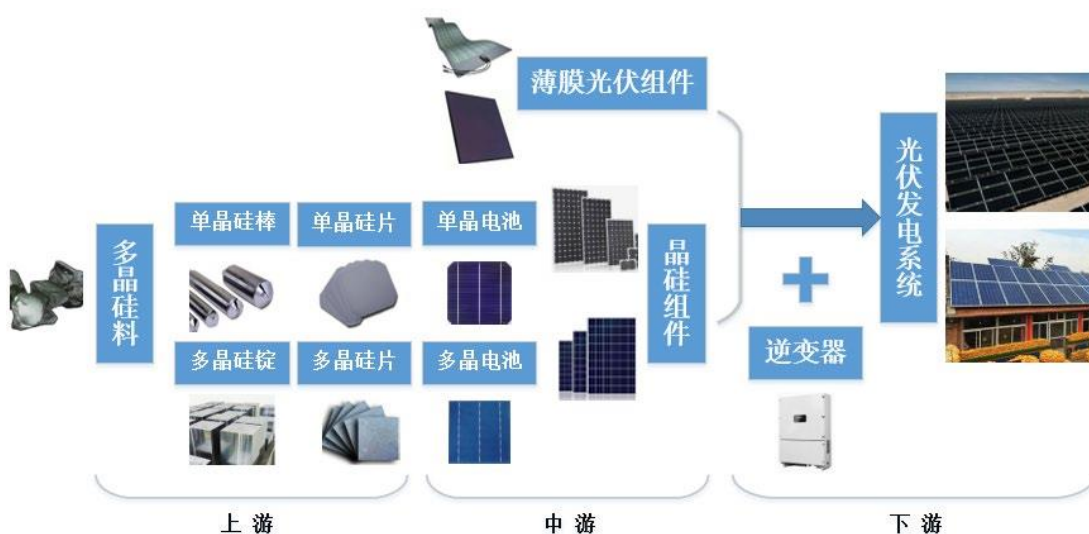 薄膜光伏组件
单晶硅棒
单晶硅片
单晶电池
多晶硅料
晶硅组件
光伏发电系统
多晶硅锭
多晶硅片
多晶电池
逆变器
上游
中游
下游